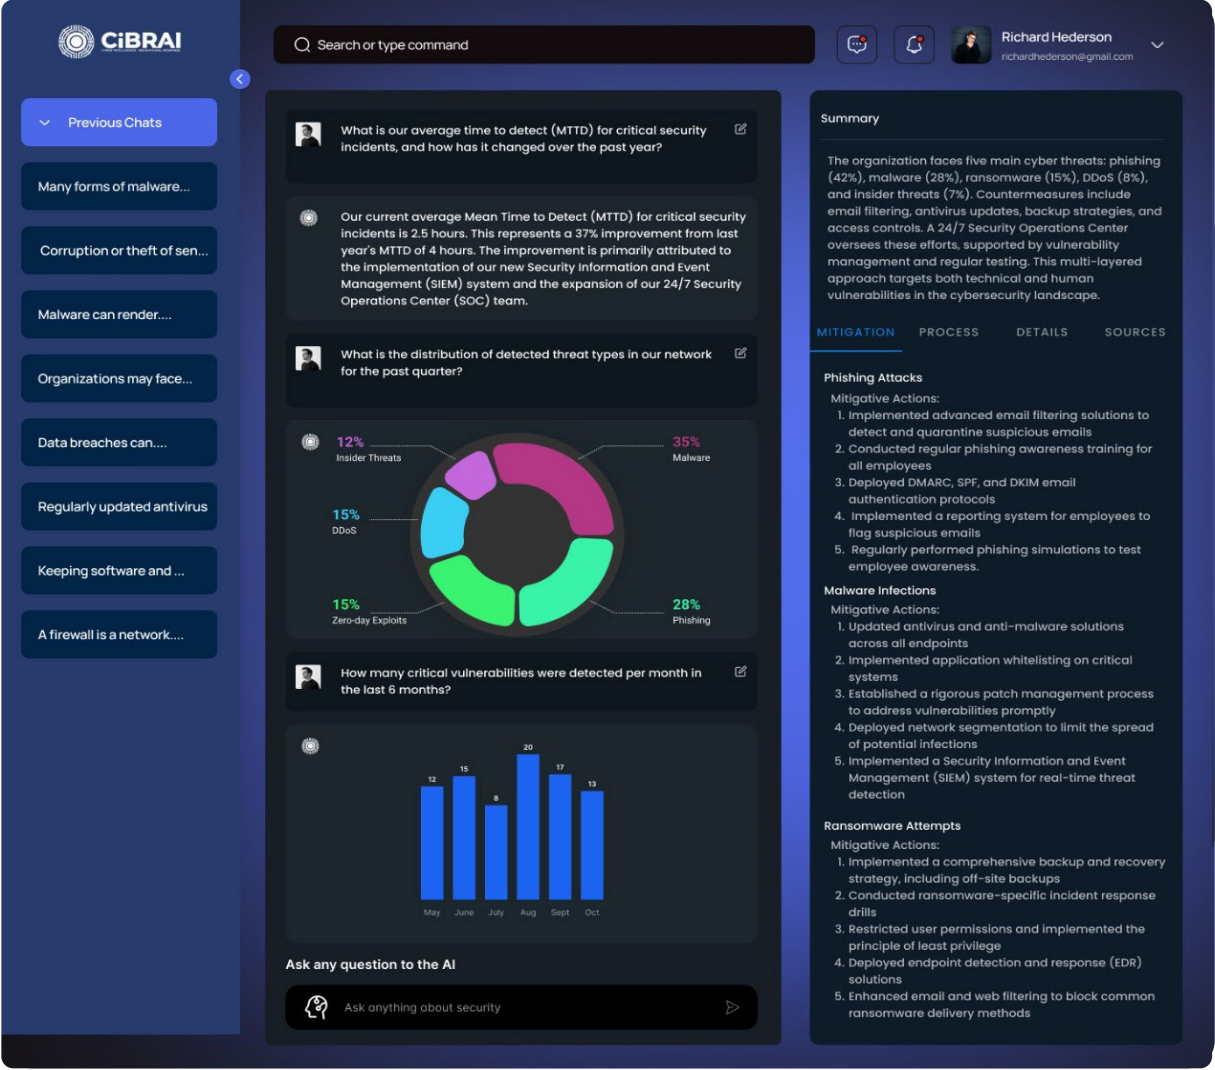 CiBRAI
Search or type command
Richard Hederson
richardhederson@gmail.com
Previous Chats
Many forms of malware...
Corruption or theft of sen...
Malware can render....
Organizations may face...
Data breaches can....
Regularly updated antivirus
Keeping software and ...
A firewall is a network....
What is our average time to detect (MTTD) for critical security
incidents, and how has it changed over the past year?
Our current average Mean Time to Detect (MTTD) for critical security
incidents is 2.5 hours. This represents a 37% improvement from last
year's MTTD of 4 hours. The improvement is primarily attributed to
the implementation of our new Security Information and Event
Management (SIEM) system and the expansion of our 24/7 Security
Operations Center (SOC) team.
What is the distribution of detected threat types in our network
for the past quarter?
12%
Insider Threats
35%
Malware
15%
DDoS
15%
Zero-day Exploits
28%
Phishing
How many critical vulnerabilities were detected per month in
the last 6 months?
12
15
8
20
17
13
May June July Aug Sept Oct
Ask any question to the AI
Ask anything about security
Summary
The organization faces five main cyber threats: phishing
(42%), malware (28%), ransomware (15%), DDoS (8%),
and insider threats (7%). Countermeasures include
email filtering, antivirus updates, backup strategies, and
access controls. A 24/7 Security Operations Center
oversees these efforts, supported by vulnerability
management and regular testing. This multi-layered
approach targets both technical and human
vulnerabilities in the cybersecurity landscape.
MITIGATION PROCESS DETAILS SOURCES
Phishing Attacks
Mitigative Actions:
1. Implemented advanced email filtering solutions to
detect and quarantine suspicious emails
2. Conducted regular phishing awareness training for
all employees
3. Deployed DMARC, SPF, and DKIM email
authentication protocols
4. Implemented a reporting system for employees to
flag suspicious emails
5. Regularly performed phishing simulations to test
employee awareness.
Malware Infections
Mitigative Actions:
1. Updated antivirus and anti-malware solutions
across all endpoints
2. Implemented application whitelisting on critical
systems
3. Established a rigorous patch management process
to address vulnerabilities promptly
4. Deployed network segmentation to limit the spread
of potential infections
5. Implemented a Security Information and Event
Management (SIEM) system for real-time threat
detection
Ransomware Attempts
Mitigative Actions:
1. Implemented a comprehensive backup and recovery
strategy, including off-site backups
2. Conducted ransomware-specific incident response
drills
3. Restricted user permissions and implemented the
principle of least privilege
4. Deployed endpoint detection and response (EDR)
solutions
5. Enhanced email and web filtering to block common
ransomware delivery methods